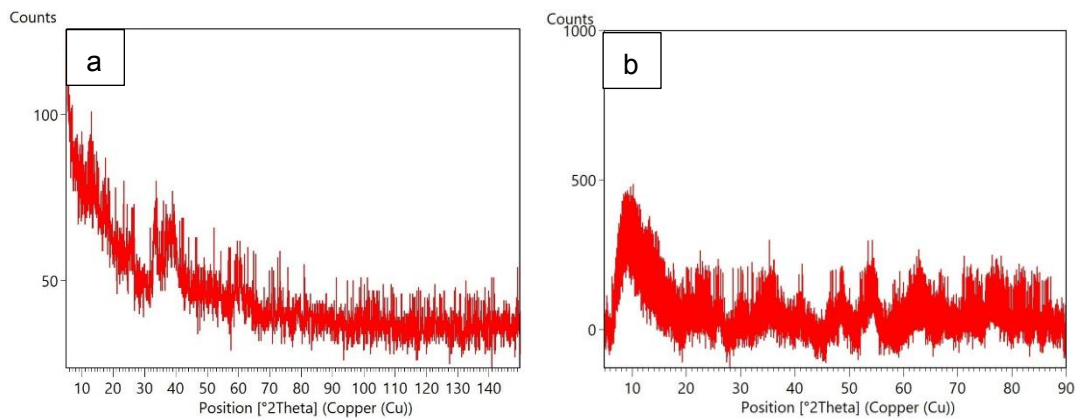 Counts
a
100
50
10 20 30 40 50 60 70 80 90 100 110 120 130 140
Position [°2Theta] (Copper (Cu))
Counts
1000
b
500
0
10 20 30 40 50 60 70 80 90
Position [°2Theta] (Copper (Cu))